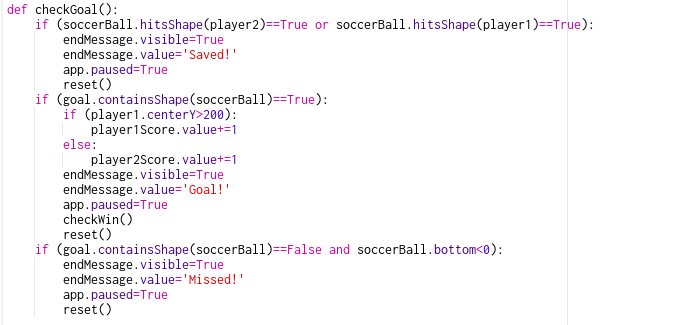 def checkGoal():
    if (soccerBall.hitsShape(player2)==True or soccerBall.hitsShape(player1)==True):
        endMessage.visible=True
        endMessage.value='Saved!'
        app.paused=True
        reset()
    if (goal.containsShape(soccerBall)==True):
        if (player1.centerY>200):
            player1Score.value+=1
        else:
            player2Score.value+=1
        endMessage.visible=True
        endMessage.value='Goal!'
        app.paused=True
        checkWin()
        reset()
    if (goal.containsShape(soccerBall)==False and soccerBall.bottom<0):
        endMessage.visible=True
        endMessage.value='Missed!'
        app.paused=True
        reset()